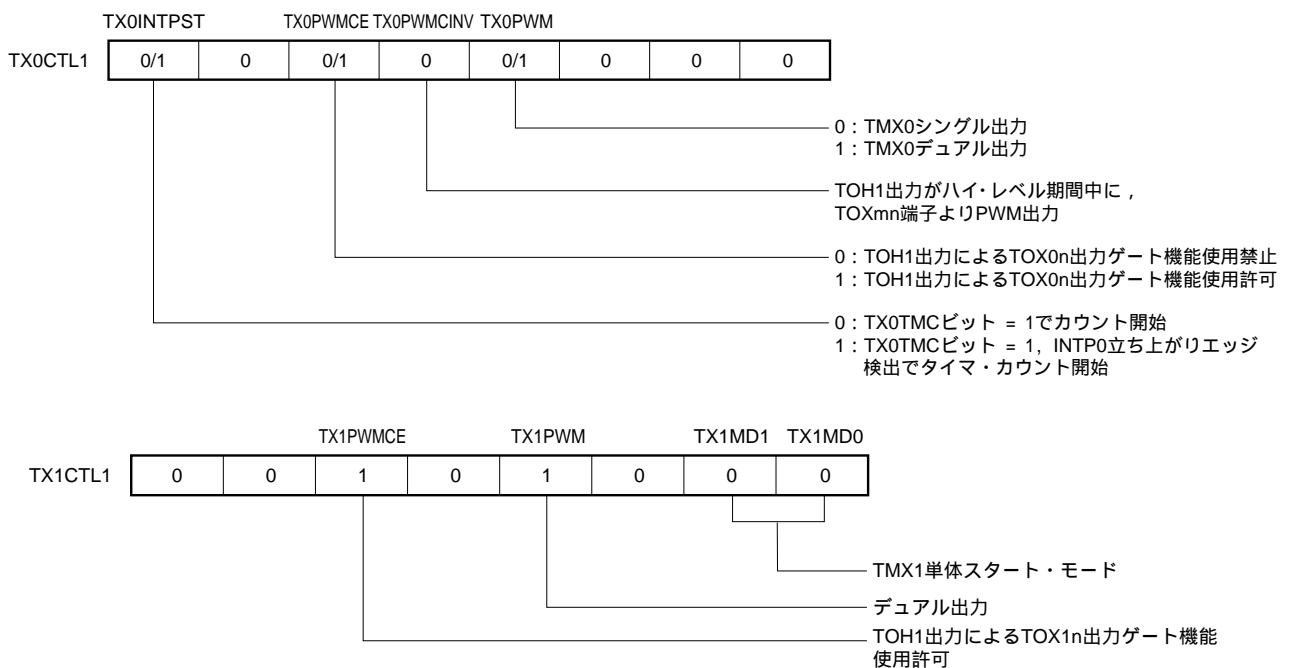 TX0INTPST TX0PWMCE TX0PWMCINV TX0PWM
TX0CTL1 0/1 0 0/1 0 0/1 0 0 0
0：TMX0シングル出力
1：TMX0デュアル出力
TOH1出力がハイ・レベル期間中に，
TOXmn端子よりPWM出力
0：TOH1出力によるTOX0n出力ゲート機能使用禁止
1：TOH1出力によるTOX0n出力ゲート機能使用許可
0：TX0TMCビット = 1でカウント開始
1：TX0TMCビット = 1，INTP0立ち上がりエッジ
検出でタイマ・カウント開始
TX1PWMCE TX1PWM TX1MD1 TX1MD0
TX1CTL1 0 0 1 0 1 0 0 0
TMX1単体スタート・モード
デュアル出力
TOH1出力によるTOX1n出力ゲート機能
使用許可